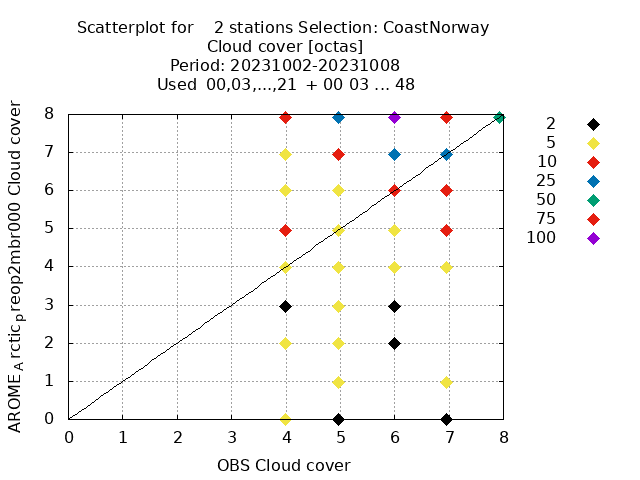 Scatterplot for 2 stations Selection: CoastNorway
Cloud cover [octas]
Period: 20231002-20231008
Used 00,03,...,21 + 00 03 ... 48
AROME_Arctic_preop2mbr000 Cloud cover
8
7
6
5
4
3
2
1
0
0 1 2 3 4 5 6 7 8
OBS Cloud cover
2
5
10
25
50
75
100